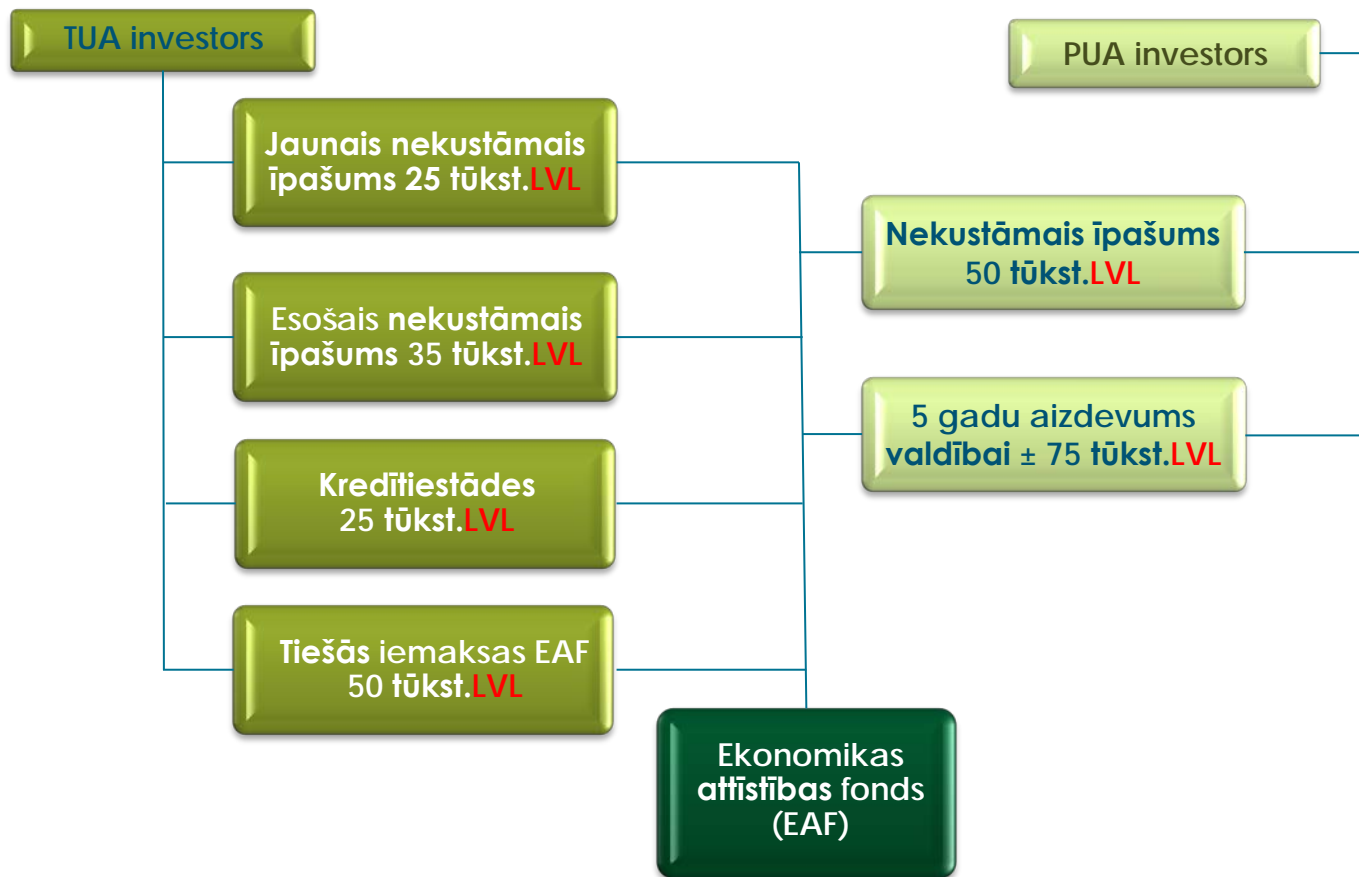 TUA investors
PUA investors
Jaunais nekustāmais
īpašums 25 tūkst.LVL
Esošais nekustāmais
īpašums 35 tūkst.LVL
Kredītiestādes
25 tūkst.LVL
Tiešās iemaksas EAF
50 tūkst.LVL
Nekustāmais īpašums
50 tūkst.LVL
5 gadu aizdevums
valdībai ± 75 tūkst.LVL
Ekonomikas
attīstības fonds
(EAF)